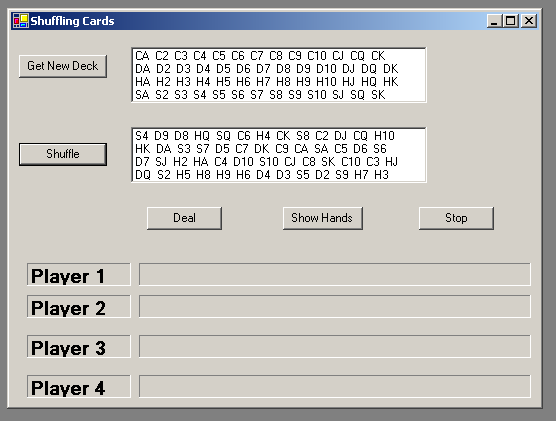 Shuffling Cards
Get New Deck
CA C2 C3 C4 C5 C6 C7 C8 C9 C10 CJ CQ CK
DA D2 D3 D4 D5 D6 D7 D8 D9 D10 DJ DQ DK
HA H2 H3 H4 H5 H6 H7 H8 H9 H10 HJ HQ HK
SA S2 S3 S4 S5 S6 S7 S8 S9 S10 SJ SQ SK
Shuffle
S4 D9 D8 HQ SQ C6 H4 CK S8 C2 DJ CQ H10
HK DA S3 S7 D5 C7 DK C9 CA SA C5 D6 S6
D7 SJ H2 HA C4 D10 S10 CJ C8 SK C10 C3 HJ
DQ S2 H5 H8 H9 H6 D4 D3 S5 D2 S9 H7 H3
Deal
Show Hands
Stop
Player 1
Player 2
Player 3
Player 4